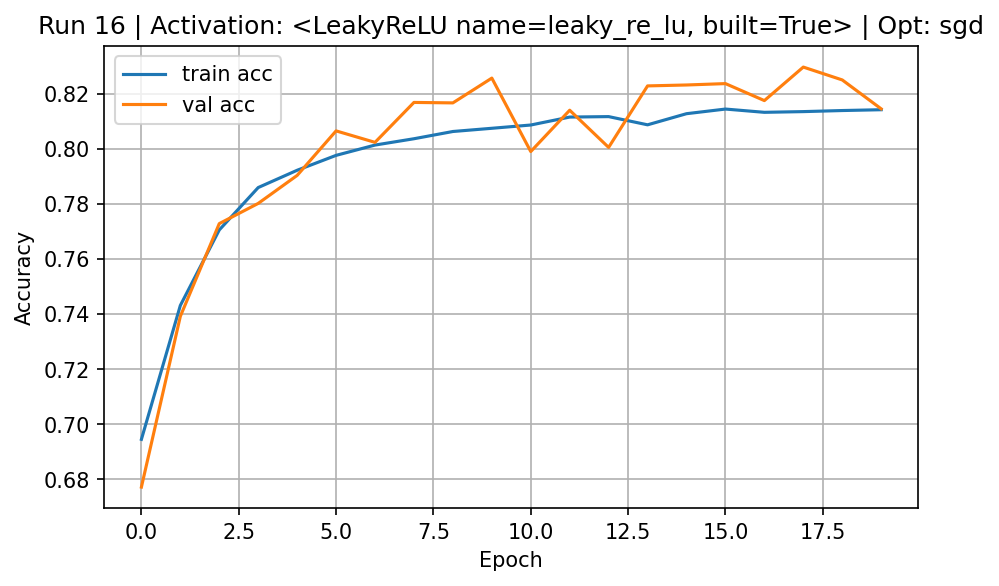 Run 16 | Activation: <LeakyReLU name=leaky_re_lu, built=True> | Opt: sgd
train acc
val acc
0.82
0.80
0.78
0.76
0.74
0.72
0.70
0.68
Accuracy
0.0 2.5 5.0 7.5 10.0 12.5 15.0 17.5
Epoch